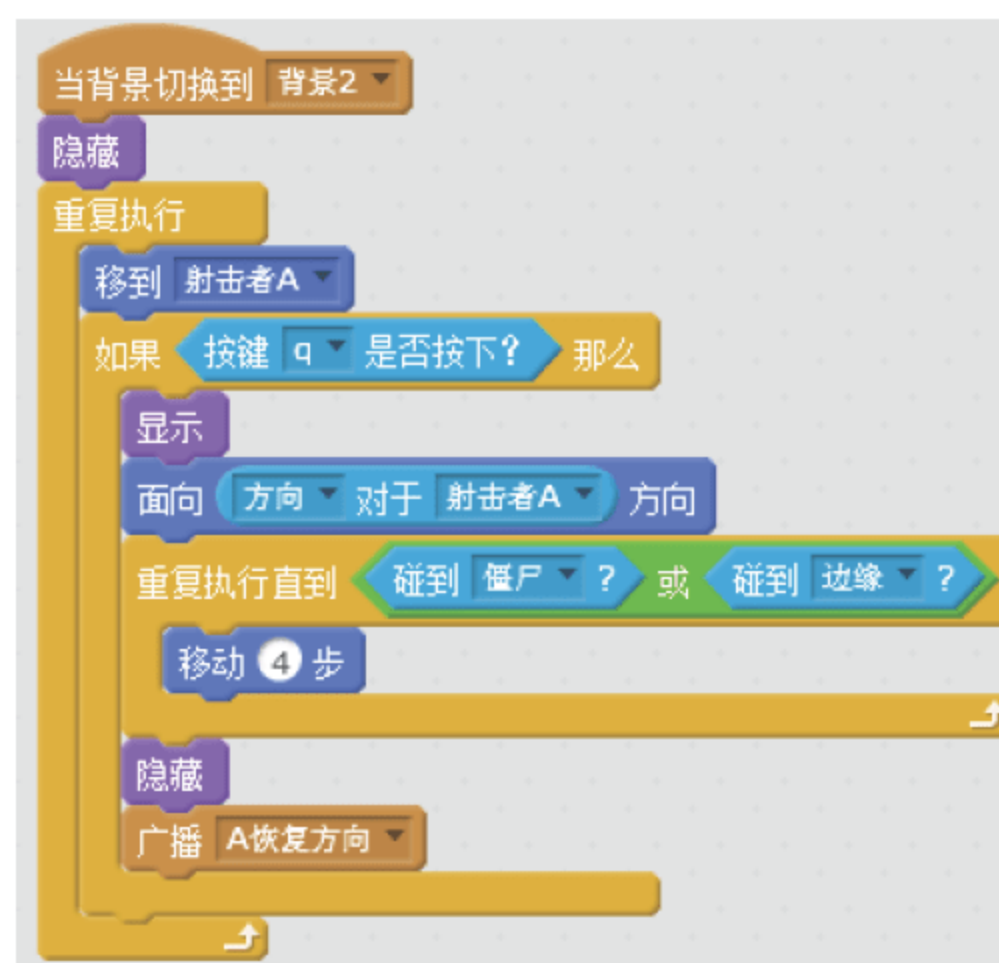 当背景切换到 背景2
隐藏
重复执行
移到 射击者A
如果 按键 q 是否按下? 那么
显示
面向 方向 对于 射击者A 方向
重复执行直到 碰到 僵尸 ? 或 碰到 边缘 ?
移动 4 步
隐藏
广播 A恢复方向